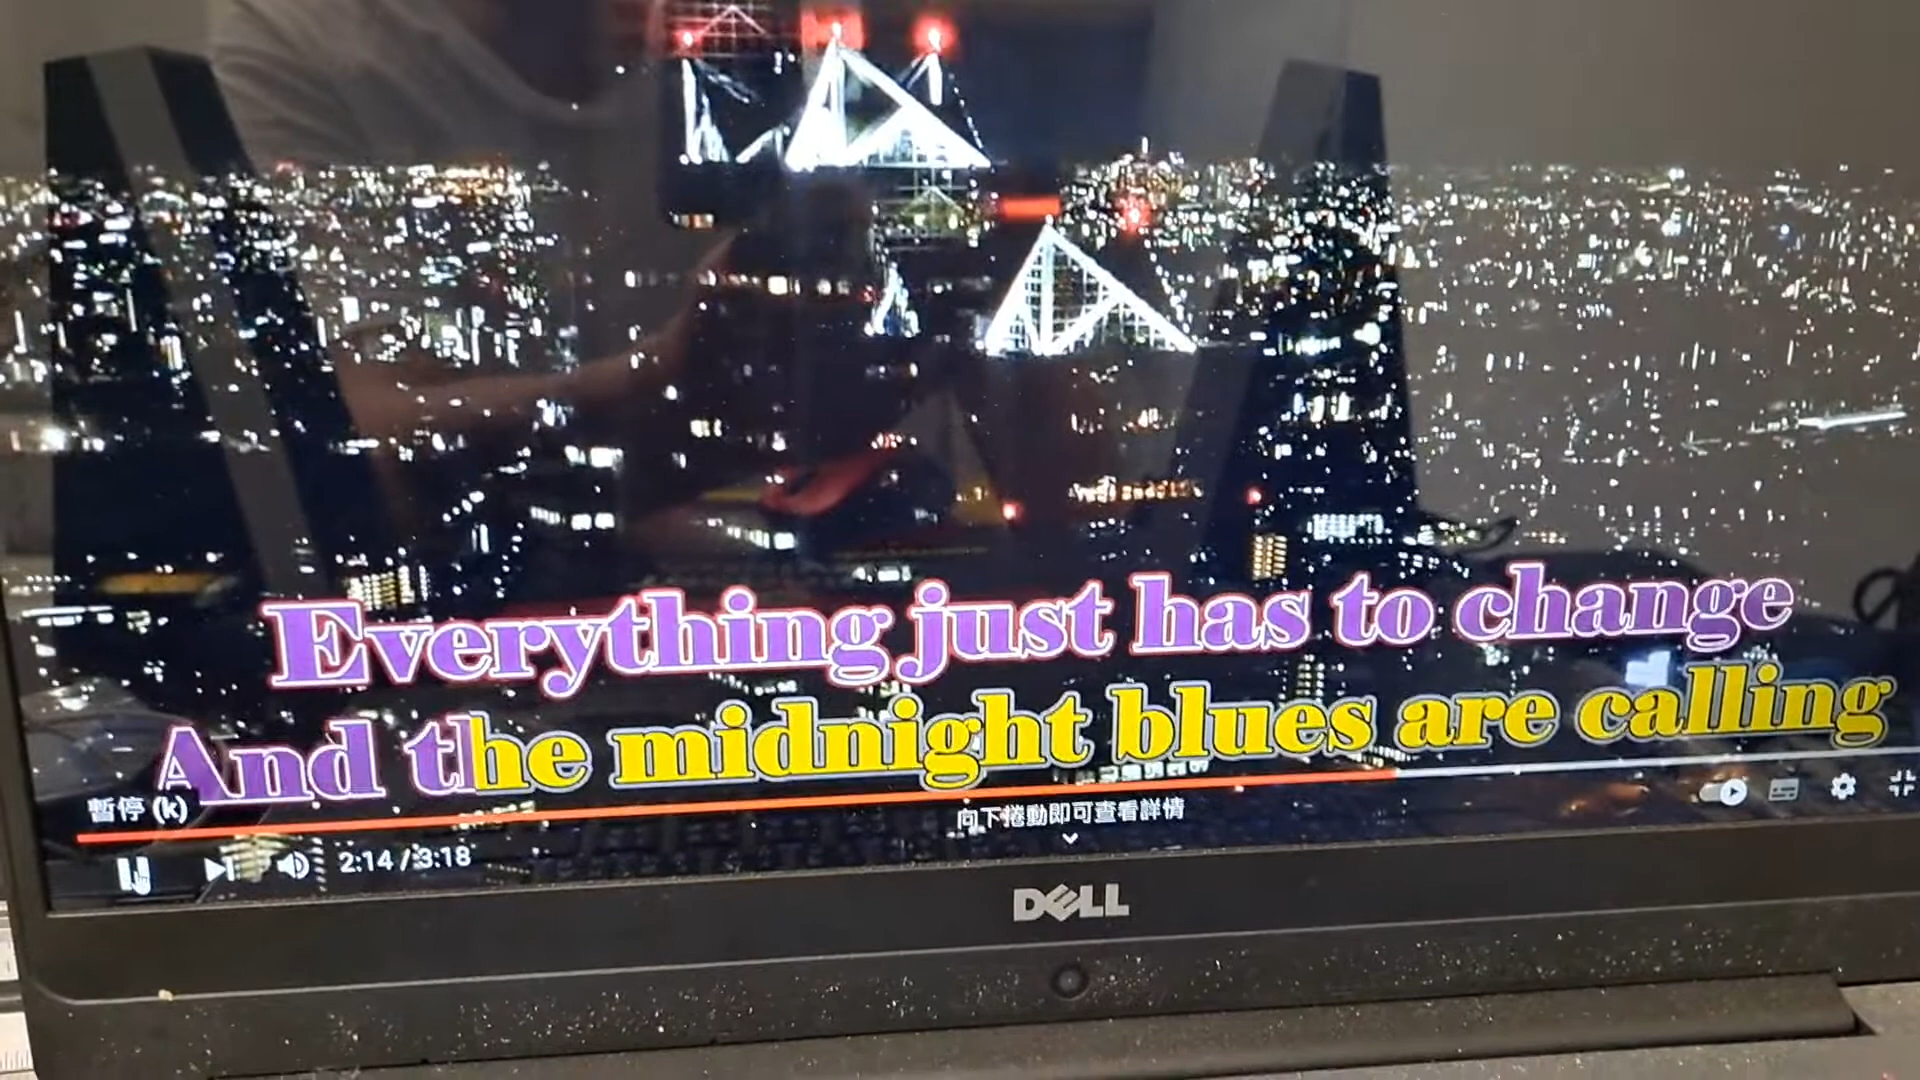 Everything just has to change
And the midnight blues are calling
暫停 (k)
向下捲動即可查看詳情
2:14 / 3:18
DELL